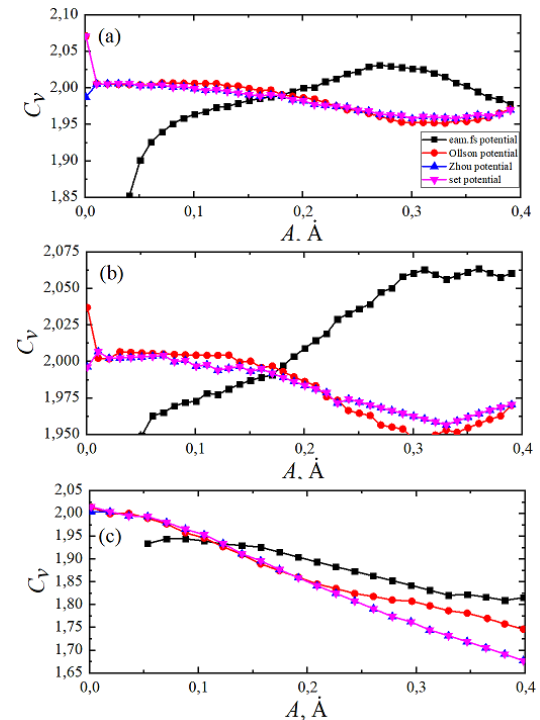 (a)
C_V
2,10
2,05
2,00
1,95
1,90
1,85
eam.fs potential
Ollson potential
Zhou potential
set potential
0,0 0,1 0,2 0,3 0,4
A, Å
(b)
C_V
2,075
2,050
2,025
2,000
1,975
1,950
0,0 0,1 0,2 0,3 0,4
A, Å
(c)
C_V
2,05
2,00
1,95
1,90
1,85
1,80
1,75
1,70
1,65
0,0 0,1 0,2 0,3 0,4
A, Å